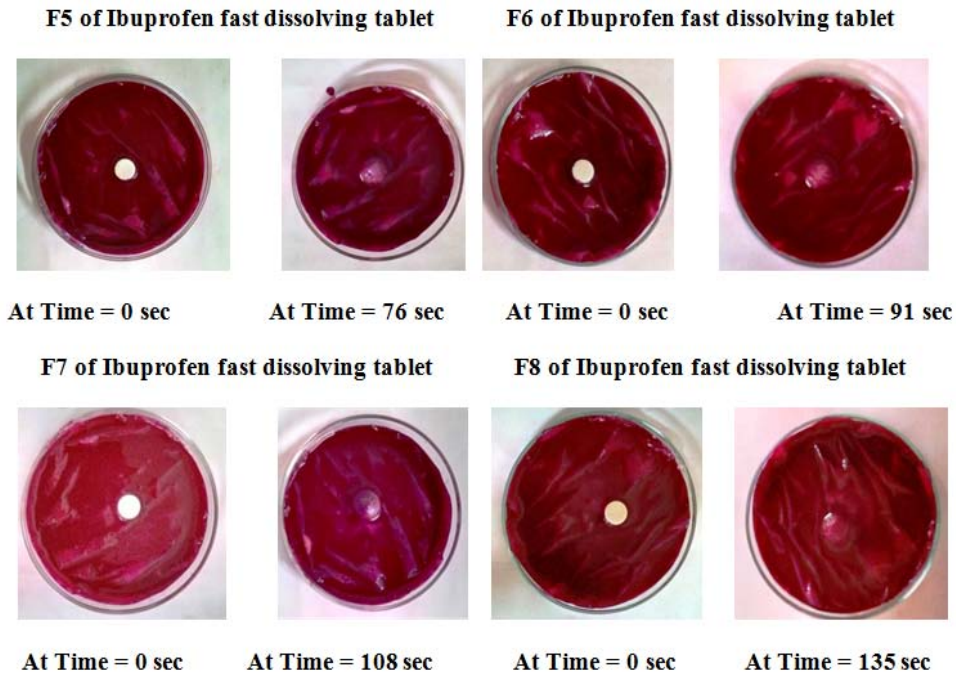 F5 of Ibuprofen fast dissolving tablet
F6 of Ibuprofen fast dissolving tablet
At Time = 0 sec
At Time = 76 sec
At Time = 0 sec
At Time = 91 sec
F7 of Ibuprofen fast dissolving tablet
F8 of Ibuprofen fast dissolving tablet
At Time = 0 sec
At Time = 108 sec
At Time = 0 sec
At Time = 135 sec